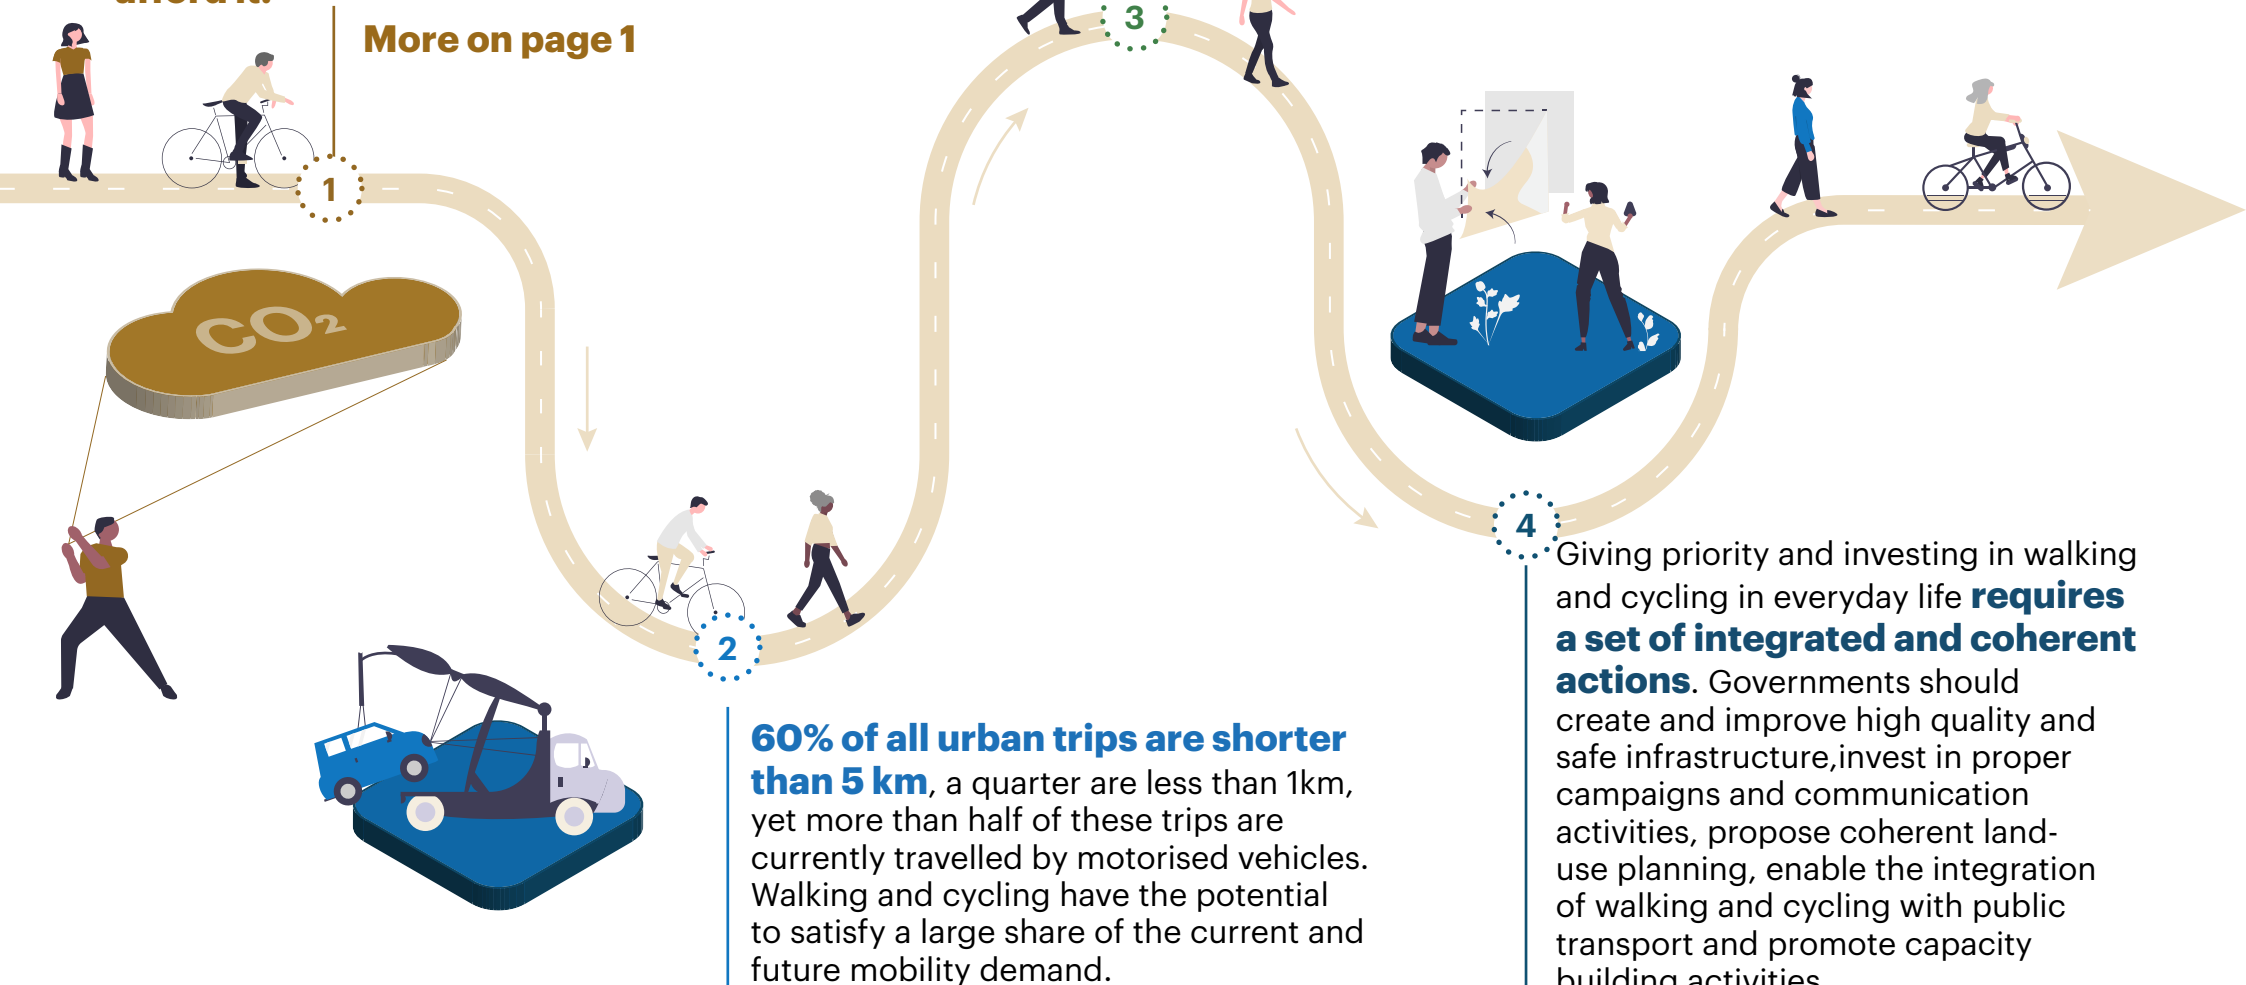 afford it.
More on page 1
3
1
CO2
4
2
60% of all urban trips are shorter
than 5 km, a quarter are less than 1km,
yet more than half of these trips are
currently travelled by motorised vehicles.
Walking and cycling have the potential
to satisfy a large share of the current and
future mobility demand.
Giving priority and investing in walking
and cycling in everyday life requires
a set of integrated and coherent
actions. Governments should
create and improve high quality and
safe infrastructure,invest in proper
campaigns and communication
activities, propose coherent land-
use planning, enable the integration
of walking and cycling with public
transport and promote capacity
building activities